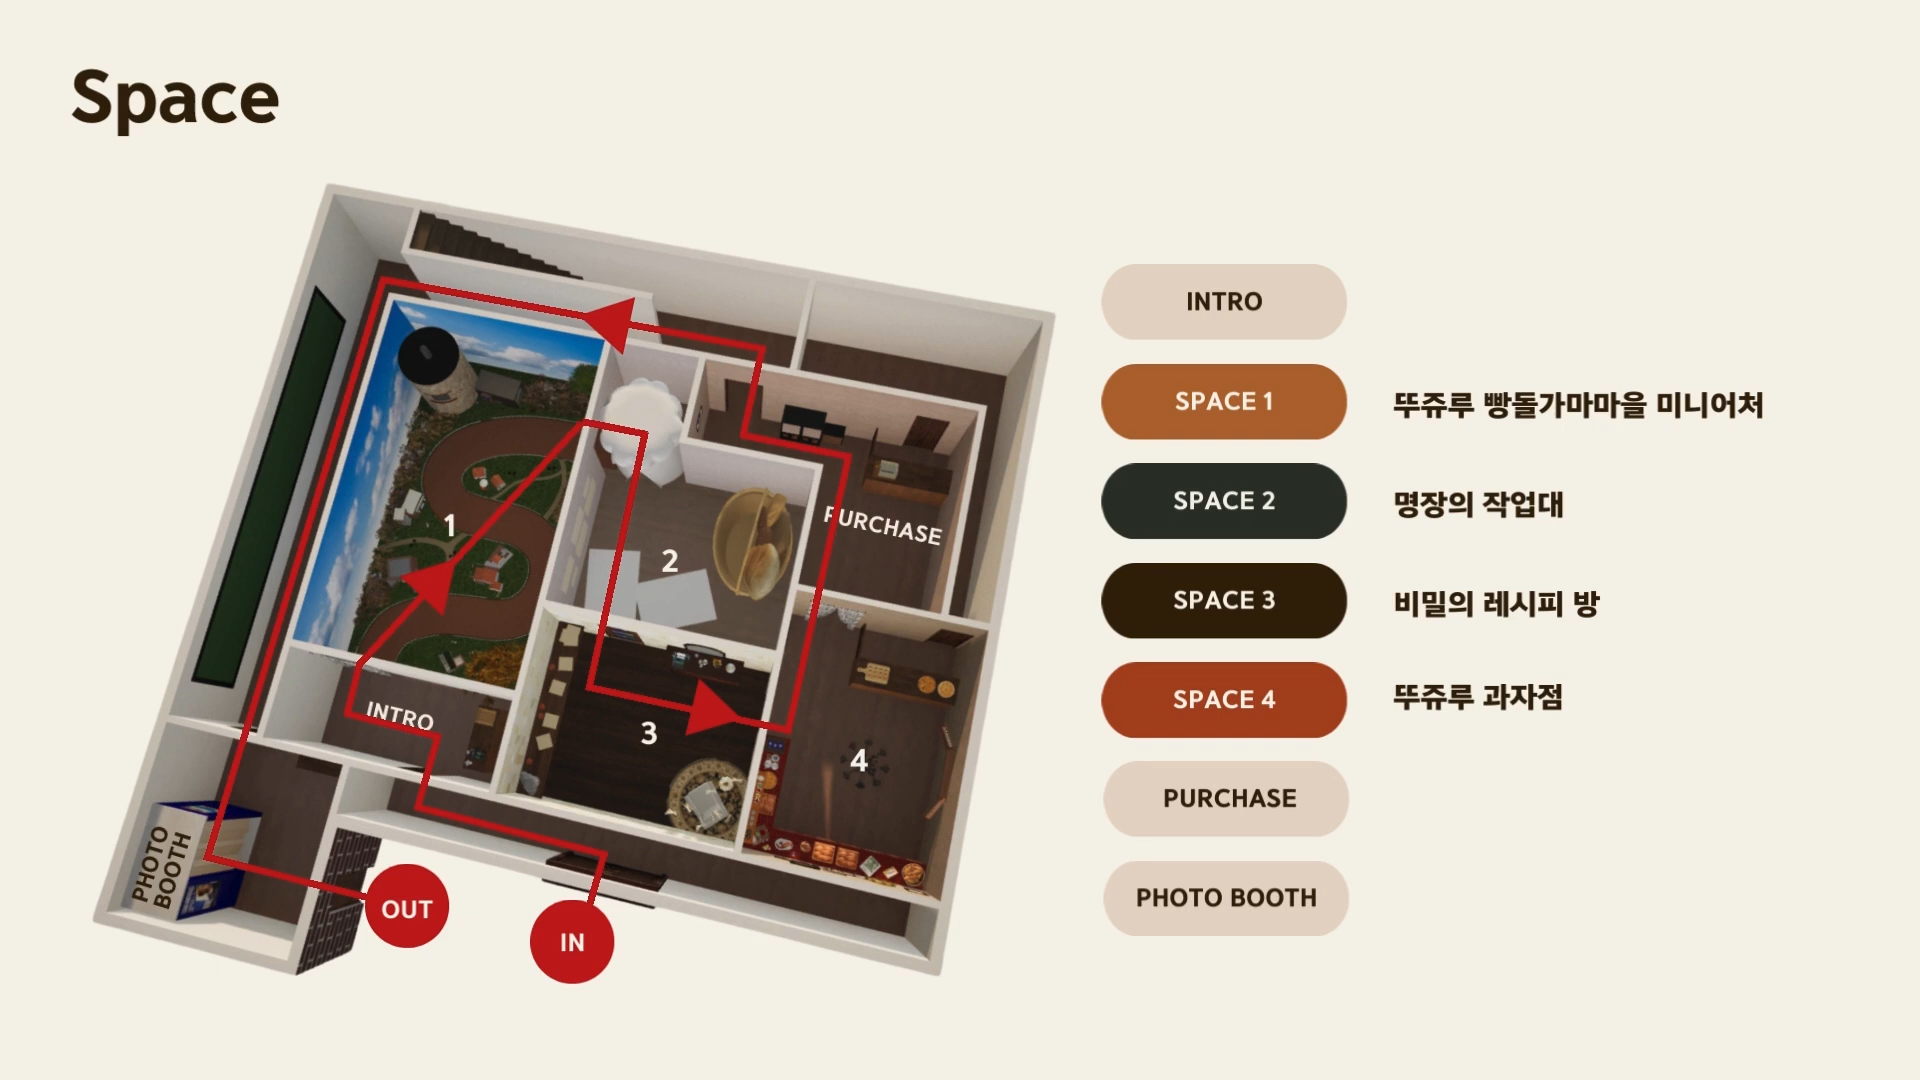 Space
1
2
3
4
INTRO
PURCHASE
PHOTO
BOOTH
OUT
IN
INTRO
SPACE 1
뚜쥬루 빵돌가마마을 미니어처
SPACE 2
명장의 작업대
SPACE 3
비밀의 레시피 방
SPACE 4
뚜쥬루 과자점
PURCHASE
PHOTO BOOTH